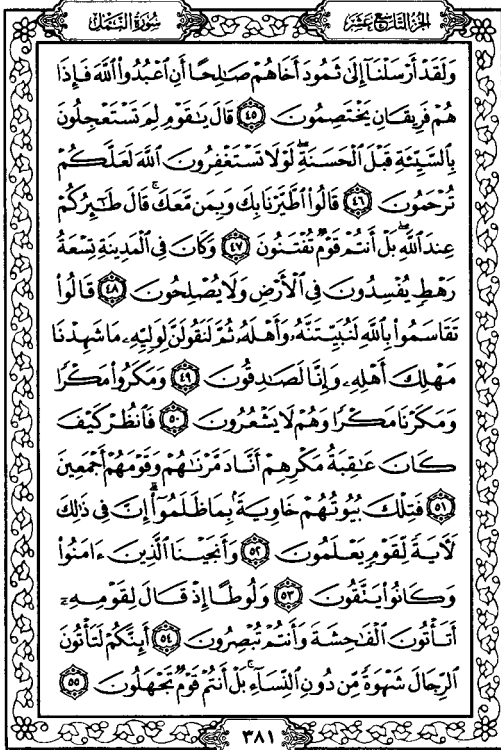 الجزء التاسع عشر
سورة النمل
وَلَقَدْ أَرْسَلْنَآ إِلَىٰ ثَمُودَ أَخَاهُمْ صَٰلِحًا أَنِ ٱعْبُدُوا۟ ٱللَّهَ فَإِذَا
هُمْ فَرِيقَانِ يَخْتَصِمُونَ ٤٥ قَالَ يَٰقَوْمِ لِمَ تَسْتَعْجِلُونَ
بِٱلسَّيِّئَةِ قَبْلَ ٱلْحَسَنَةِ ۖ لَوْلَا تَسْتَغْفِرُونَ ٱللَّهَ لَعَلَّكُمْ
تُرْحَمُونَ ٤٦ قَالُوا۟ ٱطَّيَّرْنَا بِكَ وَبِمَن مَّعَكَ ۚ قَالَ طَٰٓئِرُكُمْ
عِندَ ٱللَّهِ ۖ بَلْ أَنتُمْ قَوْمٌ تُفْتَنُونَ ٤٧ وَكَانَ فِى ٱلْمَدِينَةِ تِسْعَةُ
رَهْطٍ يُفْسِدُونَ فِى ٱلْأَرْضِ وَلَا يُصْلِحُونَ ٤٨ قَالُوا۟
تَقَاسَمُوا۟ بِٱللَّهِ لَنُبَيِّتَنَّهُۥ وَأَهْلَهُۥ ثُمَّ لَنَقُولَنَّ لِوَلِيِّهِۦ مَا شَهِدْنَا
مَهْلِكَ أَهْلِهِۦ وَإِنَّا لَصَٰدِقُونَ ٤٩ وَمَكَرُوا۟ مَكْرًا
وَمَكَرْنَا مَكْرًا وَهُمْ لَا يَشْعُرُونَ ٥٠ فَٱنظُرْ كَيْفَ
كَانَ عَٰقِبَةُ مَكْرِهِمْ أَنَّا دَمَّرْنَٰهُمْ وَقَوْمَهُمْ أَجْمَعِينَ
٥١ فَتِلْكَ بُيُوتُهُمْ خَاوِيَةًۢ بِمَا ظَلَمُوٓا۟ ۗ إِنَّ فِى ذَٰلِكَ
لَءَايَةً لِّقَوْمٍ يَعْلَمُونَ ٥٢ وَأَنجَيْنَا ٱلَّذِينَ ءَامَنُوا۟
وَكَانُوا۟ يَتَّقُونَ ٥٣ وَلُوطًا إِذْ قَالَ لِقَوْمِهِۦٓ
أَتَأْتُونَ ٱلْفَٰحِشَةَ وَأَنتُمْ تُبْصِرُونَ ٥٤ أَئِنَّكُمْ لَتَأْتُونَ
ٱلرِّجَالَ شَهْوَةً مِّن دُونِ ٱلنِّسَآءِ ۚ بَلْ أَنتُمْ قَوْمٌ تَجْهَلُونَ ٥٥
٣٨١